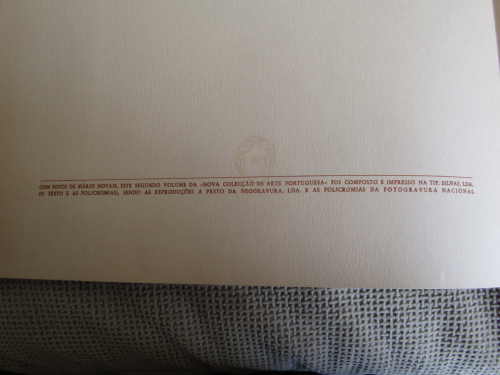 COM FOTOS DE MÁRIO NOVAIS, ESTE SEGUNDO VOLUME DA «NOVA COLECÇÃO DE ARTE PORTUGUESA» FOI COMPOSTO E IMPRESSO NA TIP. SILVAS, LDA.
(O TEXTO E AS POLICROMIAS), SENDO AS REPRODUÇÕES A PRETO DA NEOGRAVURA, LDA. E AS POLICROMIAS DA FOTOGRAVURA NACIONAL